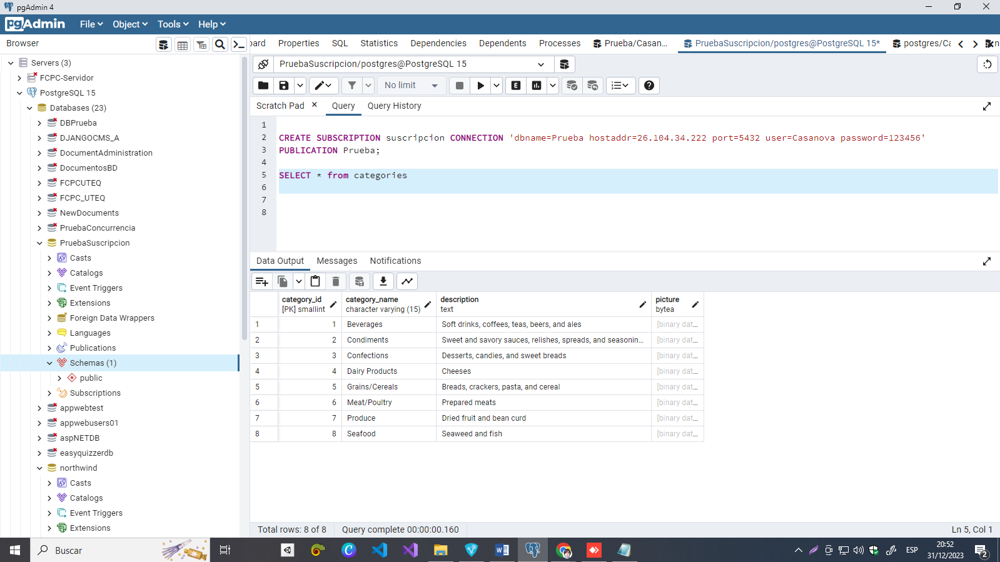 pgAdmin 4
pgAdmin File Object Tools Help
Browser
oard Properties SQL Statistics Dependencies Dependents Processes Prueba/Casan... PruebaSuscripcion/postgres@PostgreSQL 15* postgres/Ca
Servers (3)
FCPC-Servidor
PostgreSQL 15
Databases (23)
DBPrueba
DJANGOCMS_A
DocumentAdministration
DocumentosBD
FCPCUTEQ
FCPC_UTEQ
NewDocuments
PruebaConcurrencia
PruebaSuscripcion
Casts
Catalogs
Event Triggers
Extensions
Foreign Data Wrappers
Languages
Publications
Schemas (1)
public
Subscriptions
appwebtest
appwebusers01
aspNETDB
easyquizzerdb
northwind
Casts
Catalogs
Event Triggers
Extensions
PruebaSuscripcion/postgres@PostgreSQL 15
No limit
E
Scratch Pad Query Query History
1
2 CREATE SUBSCRIPTION suscripcion CONNECTION 'dbname=Prueba hostaddr=26.104.34.222 port=5432 user=Casanova password=123456'
3 PUBLICATION Prueba;
4
5 SELECT * from categories
6
7
8
Data Output Messages Notifications
category_id category_name description picture
[PK] smallint character varying (15) text bytea
1 1 Beverages Soft drinks, coffees, teas, beers, and ales [binary dat...
2 2 Condiments Sweet and savory sauces, relishes, spreads, and seasonin... [binary dat...
3 3 Confections Desserts, candies, and sweet breads [binary dat...
4 4 Dairy Products Cheeses [binary dat...
5 5 Grains/Cereals Breads, crackers, pasta, and cereal [binary dat...
6 6 Meat/Poultry Prepared meats [binary dat...
7 7 Produce Dried fruit and bean curd [binary dat...
8 8 Seafood Seaweed and fish [binary dat...
Total rows: 8 of 8 Query complete 00:00:00.160 Ln 5, Col 1
Buscar
ESP
20:52
31/12/2023
2